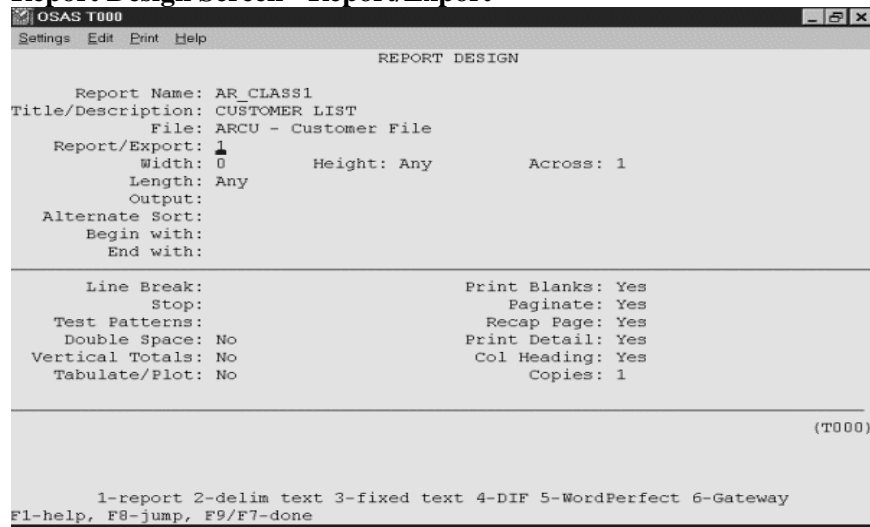 Report Design Screen - Report/Export
OSAS T000
Settings Edit Print Help
REPORT DESIGN
Report Name: AR_CLASS1
Title/Description: CUSTOMER LIST
File: ARCU - Customer File
Report/Export: 1
Width: 0 Height: Any Across: 1
Length: Any
Output:
Alternate Sort:
Begin with:
End with:
Line Break: Print Blanks: Yes
Stop: Paginate: Yes
Test Patterns: Recap Page: Yes
Double Space: No Print Detail: Yes
Vertical Totals: No Col Heading: Yes
Tabulate/Plot: No Copies: 1
(T000)
1-report 2-delim text 3-fixed text 4-DIF 5-WordPerfect 6-Gateway
F1-help, F8-jump, F9/F7-done